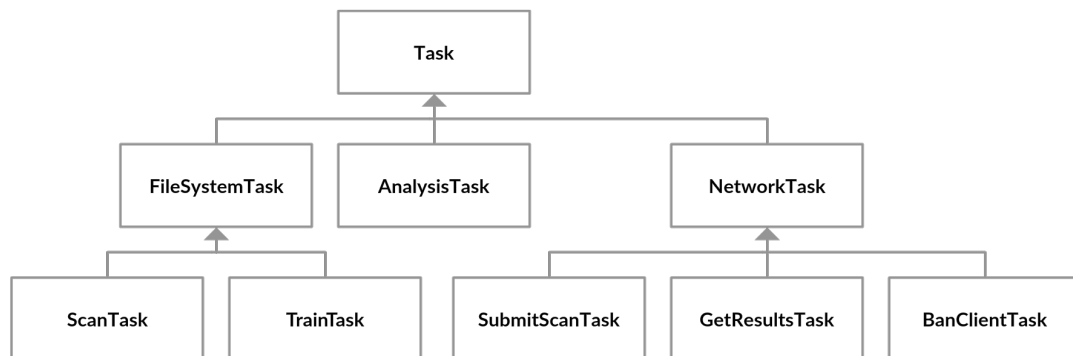 Task
FileSystemTask
AnalysisTask
NetworkTask
ScanTask
TrainTask
SubmitScanTask
GetResultsTask
BanClientTask